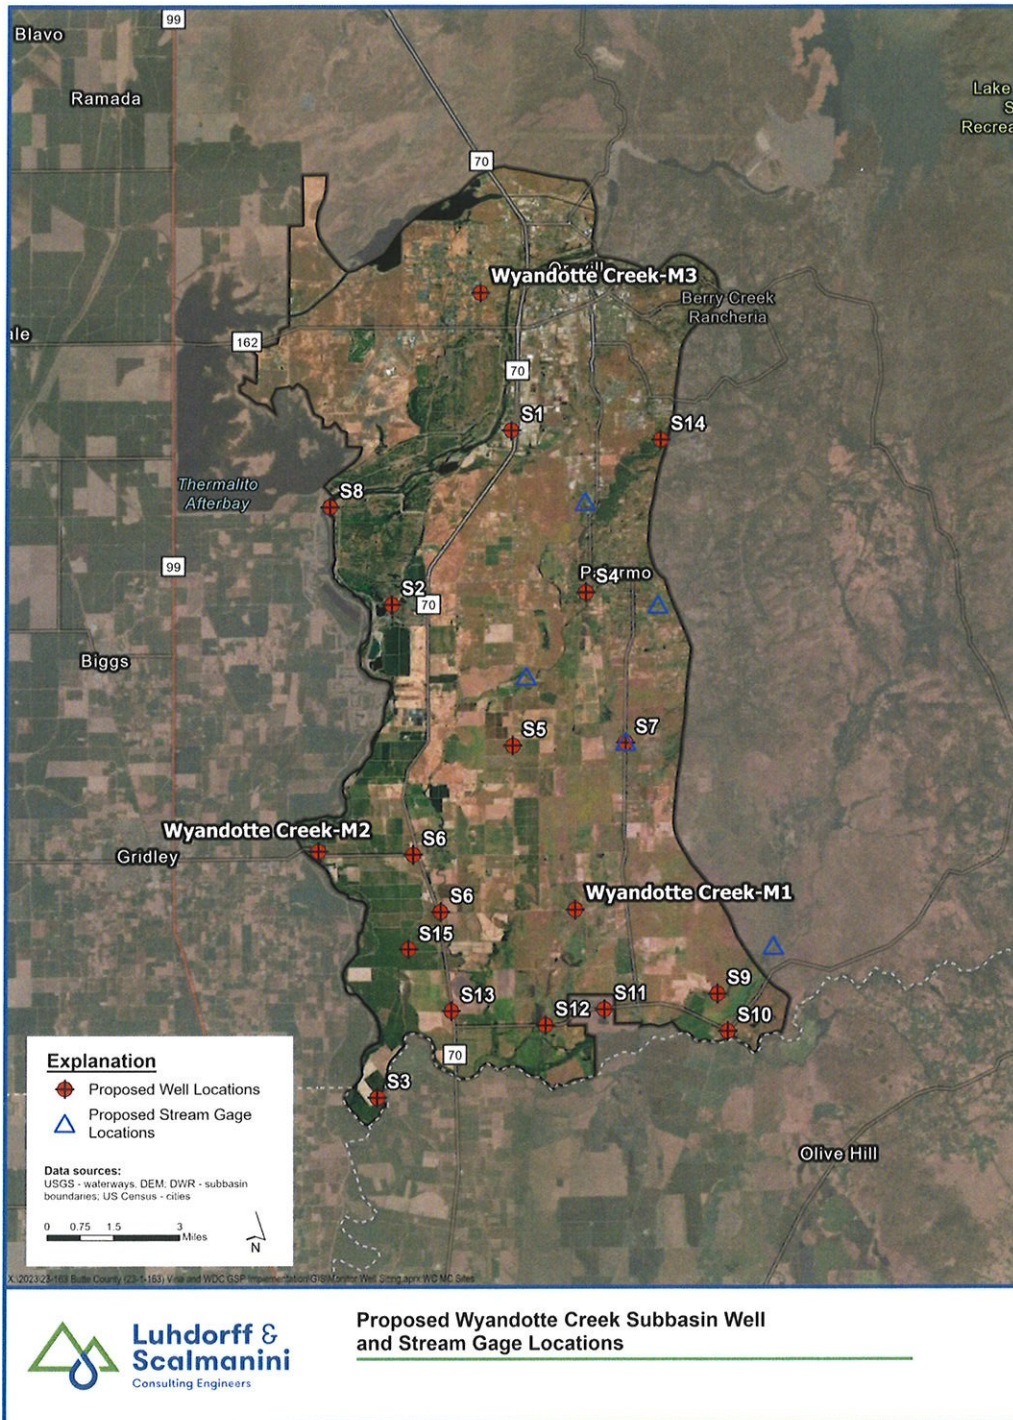 99
Blavo
Ramada
Lake
S
Recrea
70
Wyandotte Creek-M3
Berry Creek
Rancheria
ale
162
70
S1
S14
Thermalito
Afterbay
S8
99
S2
70
S4
Biggs
S5
S7
Wyandotte Creek-M2
S6
Gridley
Wyandotte Creek-M1
S6
S15
S9
S13
S12
S11
S10
70
S3
Explanation
Proposed Well Locations
Proposed Stream Gage
Locations
Olive Hill
Data sources:
USGS - waterways, DEM; DWR - subbasin
boundaries; US Census - cities
0 0.75 1.5 3
Miles
N
Luhdorff &
Scalmanini
Consulting Engineers
Proposed Wyandotte Creek Subbasin Well
and Stream Gage Locations